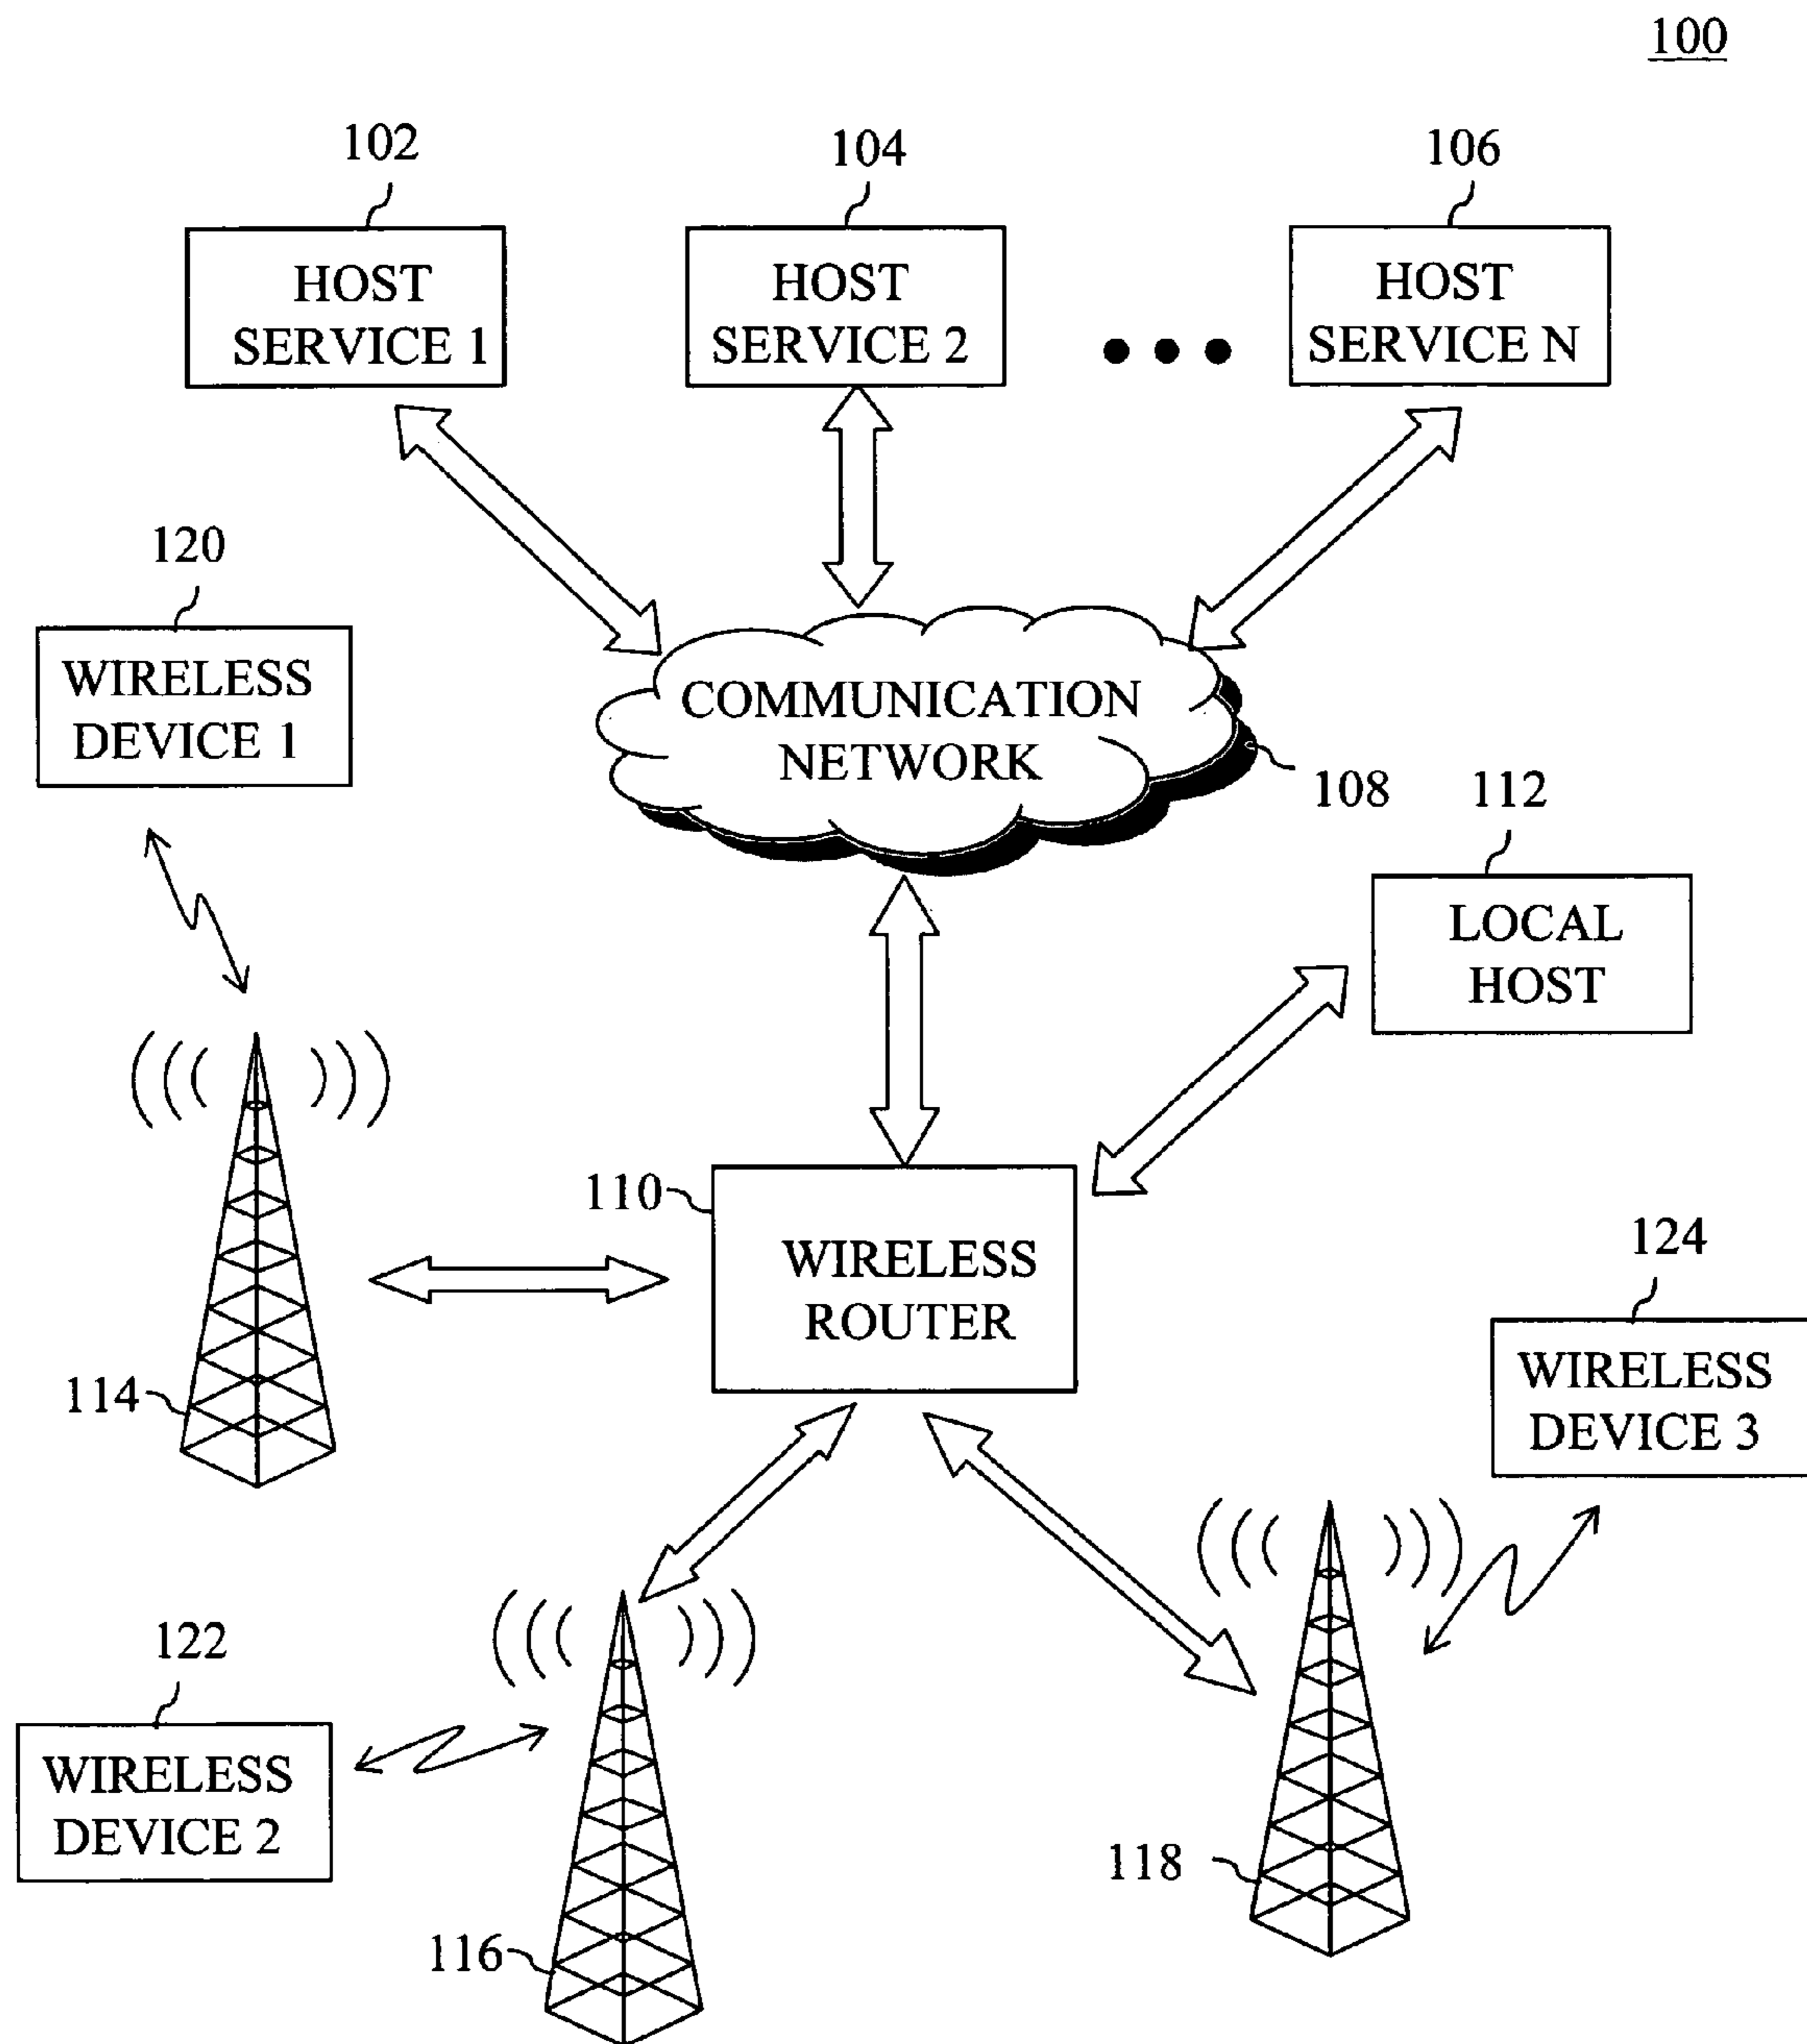 100
102
104
106
HOST
SERVICE 1
HOST
SERVICE 2
HOST
SERVICE N
120
WIRELESS
DEVICE 1
COMMUNICATION
NETWORK
108
112
LOCAL
HOST
110
WIRELESS
ROUTER
124
WIRELESS
DEVICE 3
114
122
WIRELESS
DEVICE 2
118
116